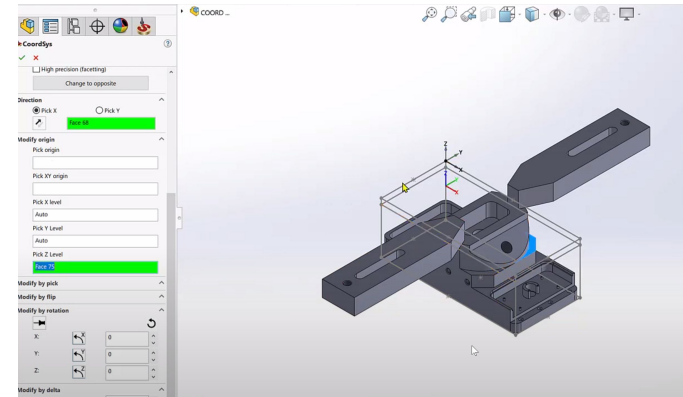 COORD ...
CoordSys
High precision (facetting)
Change to opposite
Direction
Pick X
Pick Y
Face 68
Modify origin
Pick origin
Pick XY origin
Pick X level
Auto
Pick Y Level
Auto
Pick Z Level
Face 75
Modify by pick
Modify by flip
Modify by rotation
X: X 0
Y: Y 0
Z: Z 0
Modify by delta
Z
Y
X